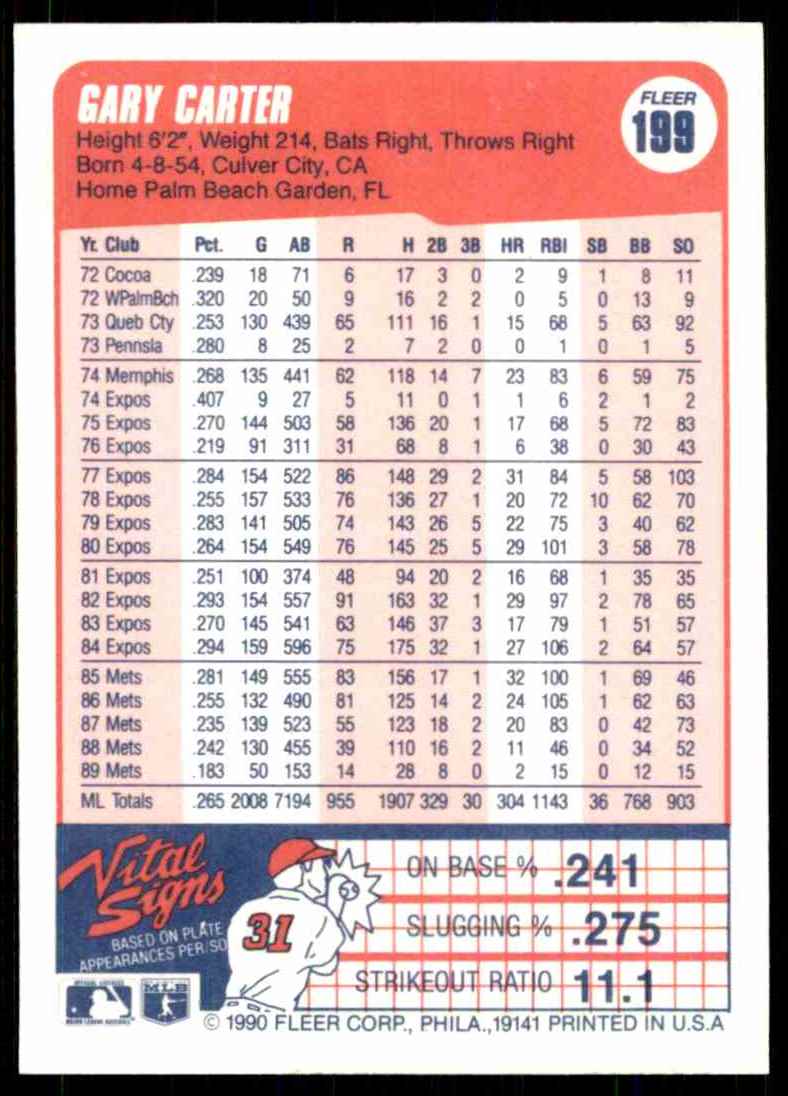 GARY CARTER
FLEER
199
Height 6'2", Weight 214, Bats Right, Throws Right
Born 4-8-54, Culver City, CA
Home Palm Beach Garden, FL
Yr. Club Pct. G AB R H 2B 3B HR RBI SB BB SO
72 Cocoa .239 18 71 6 17 3 0 2 9 1 8 11
72 WPalmBch .320 20 50 9 16 2 2 0 5 0 13 9
73 Queb Cty .253 130 439 65 111 16 1 15 68 5 63 92
73 Pennsla .280 8 25 2 7 2 0 0 1 0 1 5
74 Memphis .268 135 441 62 118 14 7 23 83 6 59 75
74 Expos .407 9 27 5 11 0 1 1 6 2 1 2
75 Expos .270 144 503 58 136 20 1 17 68 5 72 83
76 Expos .219 91 311 31 68 8 1 6 38 0 30 43
77 Expos .284 154 522 86 148 29 2 31 84 5 58 103
78 Expos .255 157 533 76 136 27 1 20 72 10 62 70
79 Expos .283 141 505 74 143 26 5 22 75 3 40 62
80 Expos .264 154 549 76 145 25 5 29 101 3 58 78
81 Expos .251 100 374 48 94 20 2 16 68 1 35 35
82 Expos .293 154 557 91 163 32 1 29 97 2 78 65
83 Expos .270 145 541 63 146 37 3 17 79 1 51 57
84 Expos .294 159 596 75 175 32 1 27 106 2 64 57
85 Mets .281 149 555 83 156 17 1 32 100 1 69 46
86 Mets .255 132 490 81 125 14 2 24 105 1 62 63
87 Mets .235 139 523 55 123 18 2 20 83 0 42 73
88 Mets .242 130 455 39 110 16 2 11 46 0 34 52
89 Mets .183 50 153 14 28 8 0 2 15 0 12 15
ML Totals .265 2008 7194 955 1907 329 30 304 1143 36 768 903
Vital
Signs
BASED ON PLATE
APPEARANCES PER/SO
31
ON BASE % .241
SLUGGING % .275
STRIKEOUT RATIO 11.1
MLB
© 1990 FLEER CORP., PHILA.,19141 PRINTED IN U.S.A